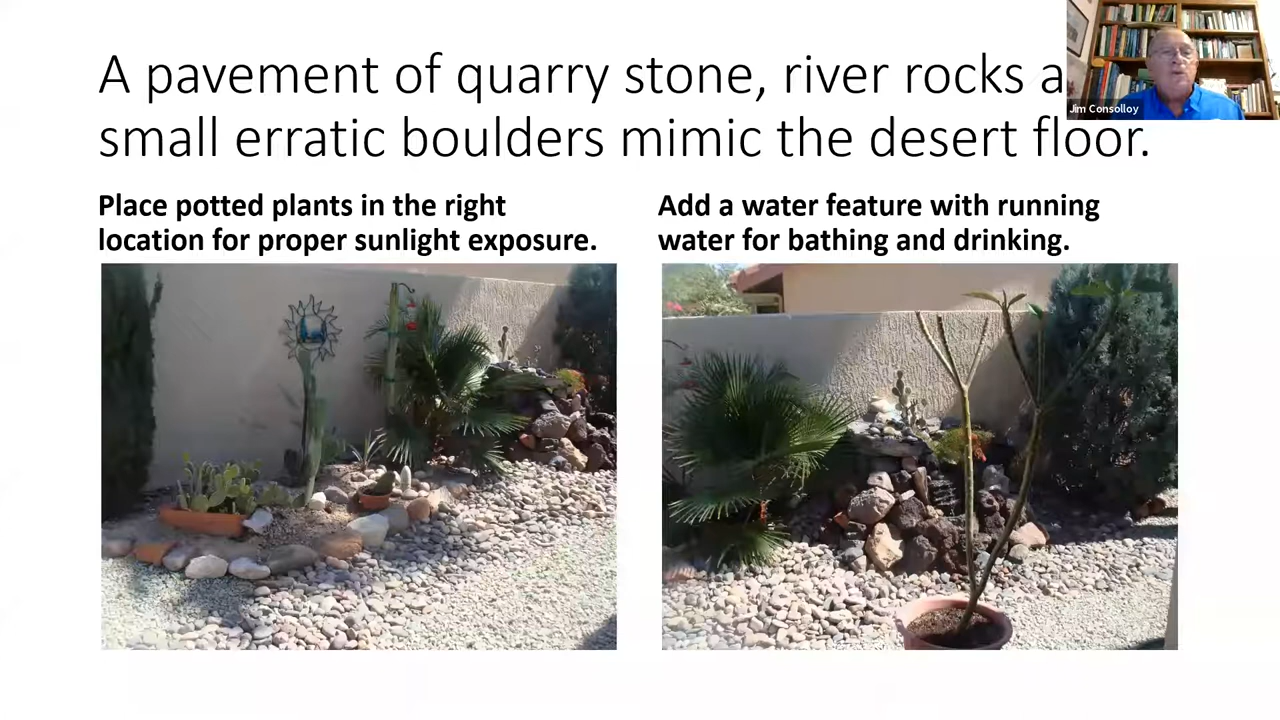 A pavement of quarry stone, river rocks a
small erratic boulders mimic the desert floor.
Jim Consolloy
Place potted plants in the right
location for proper sunlight exposure.
Add a water feature with running
water for bathing and drinking.